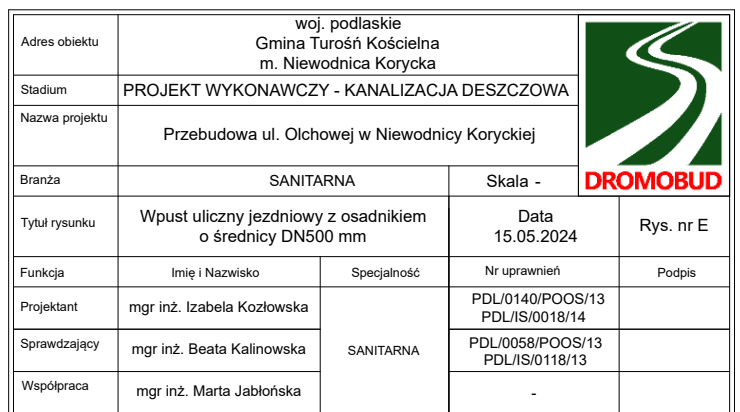 Adres obiektu
woj. podlaskie
Gmina Turośń Kościelna
m. Niewodnica Korycka
Stadium
PROJEKT WYKONAWCZY - KANALIZACJA DESZCZOWA
Nazwa projektu
Przebudowa ul. Olchowej w Niewodnicy Koryckiej
DROMOBUD
Branża
SANITARNA
Skala -
Tytuł rysunku
Wpust uliczny jezdniowy z osadnikiem
o średnicy DN500 mm
Data
15.05.2024
Rys. nr E
Funkcja
Imię i Nazwisko
Specjalność
Nr uprawnień
Podpis
Projektant
mgr inż. Izabela Kozłowska
SANITARNA
PDL/0140/POOS/13
PDL/IS/0018/14
Sprawdzający
mgr inż. Beata Kalinowska
PDL/0058/POOS/13
PDL/IS/0118/13
Współpraca
mgr inż. Marta Jabłońska
-